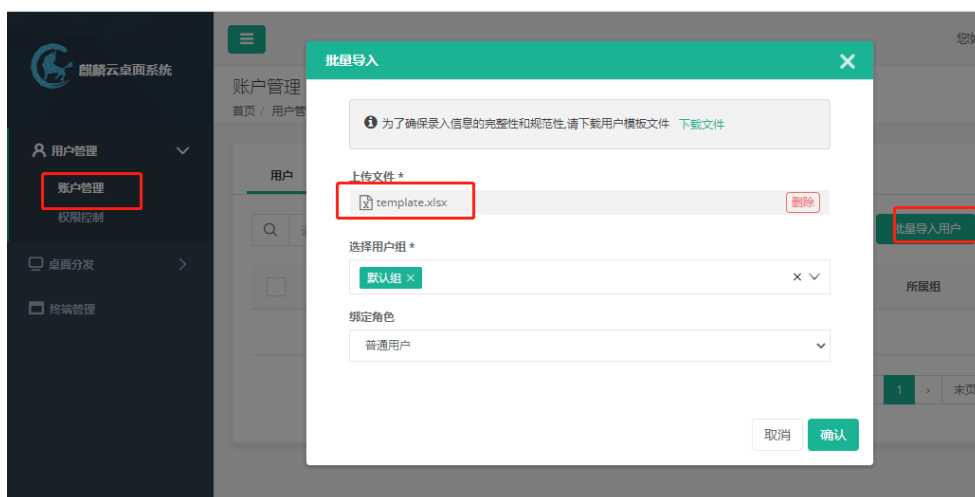 麒麟云桌面系统
用户管理
账户管理
权限控制
桌面分发
终端管理
您好
账户管理
首页 / 用户管
用户
批量导入用户
所属组
1 › 末页
批量导入
为了确保录入信息的完整性和规范性,请下载用户模板文件 下载文件
上传文件 *
template.xlsx 删除
选择用户组 *
默认组 ×
绑定角色
普通用户
取消 确认